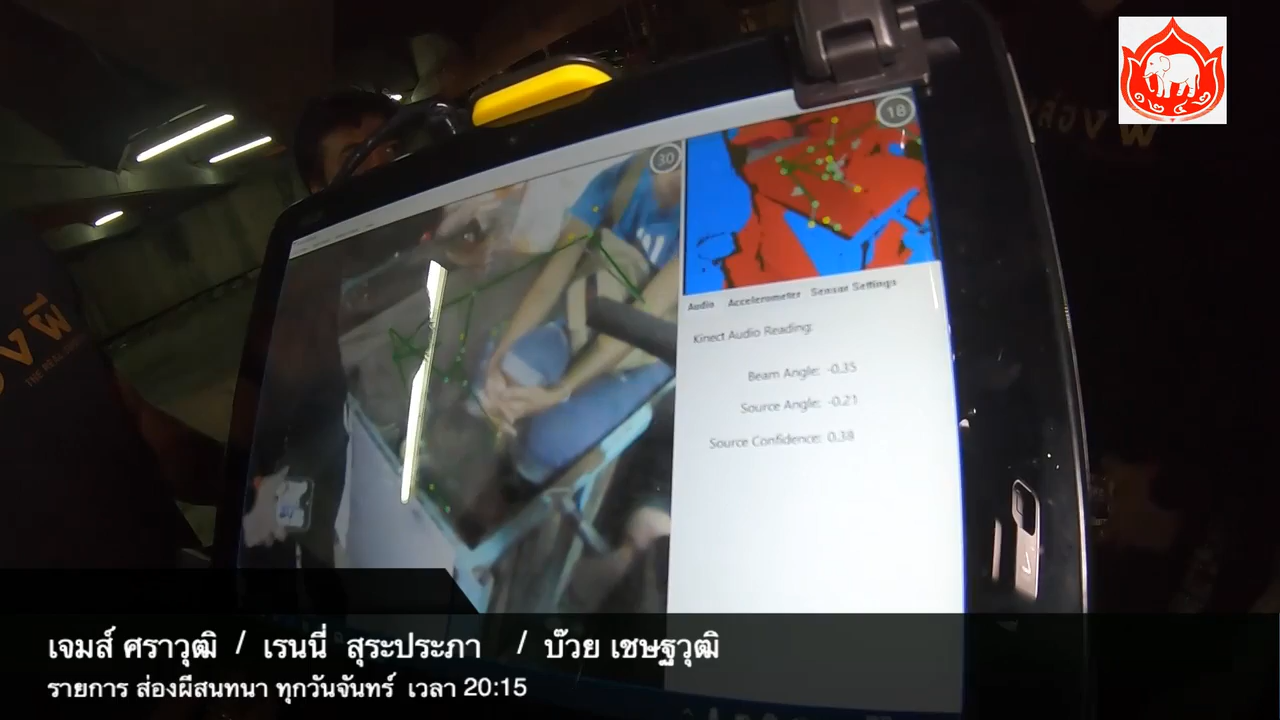 18
ส่องผี
30
Audio Accelerometer Sensor Settings
Kinect Audio Reading:
Beam Angle: -0.35
Source Angle: -0.21
Source Confidence: 0.38
เจมส์ ศราวุฒิ / เรนนี่ สุระประภา / บ๊วย เชษฐวุฒิ
รายการ ส่องผีสนทนา ทุกวันจันทร์ เวลา 20:15